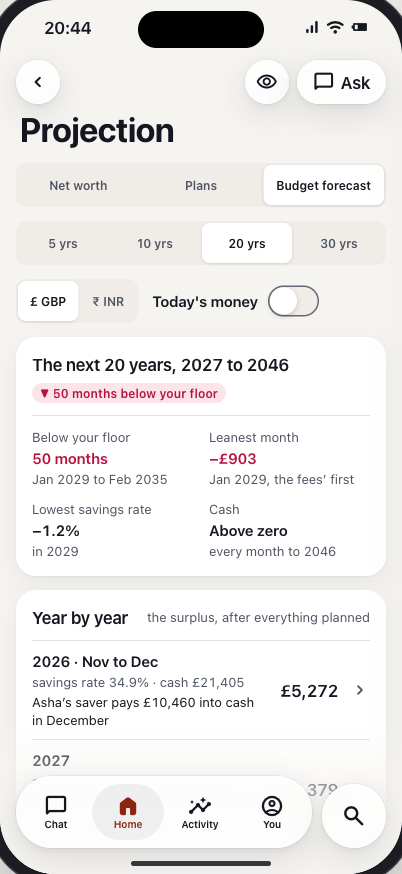 20:44
Ask
Projection
Net worth
Plans
Budget forecast
5 yrs
10 yrs
20 yrs
30 yrs
£ GBP
₹ INR
Today's money
The next 20 years, 2027 to 2046
▼ 50 months below your floor
Below your floor
50 months
Jan 2029 to Feb 2035
Leanest month
−£903
Jan 2029, the fees’ first
Lowest savings rate
−1.2%
in 2029
Cash
Above zero
every month to 2046
Year by year
the surplus, after everything planned
2026 · Nov to Dec
savings rate 34.9% · cash £21,405
Asha’s saver pays £10,460 into cash
in December
£5,272
2027
Chat
Home
Activity
You